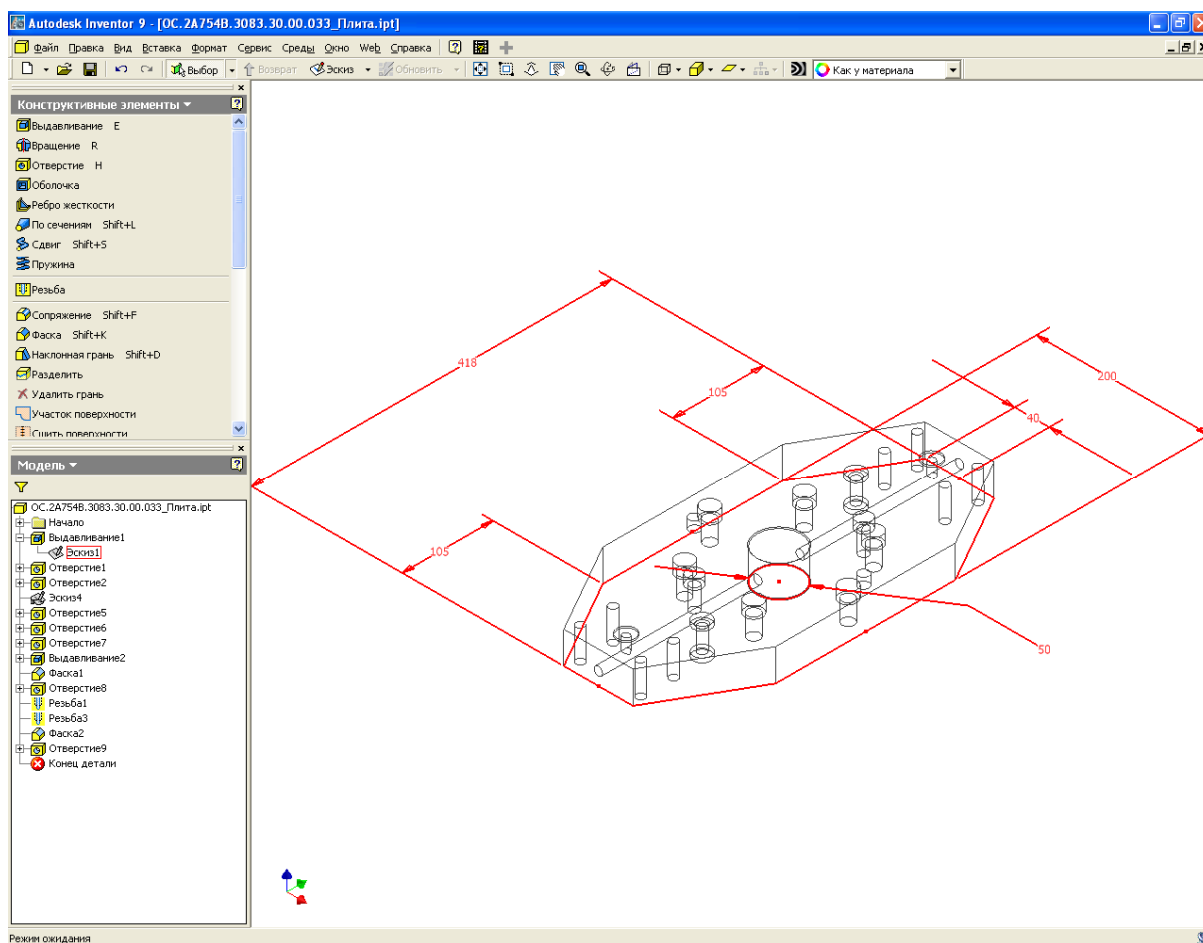 Autodesk Inventor 9 - [ОС.2А754В.3083.30.00.033_Плита.ipt]
Файл Правка Вид Вставка Формат Сервис Среды Окно Web Справка
Выбор Возврат Эскиз Обновить Как у материала
Конструктивные элементы
Выдавливание E
Вращение R
Отверстие H
Оболочка
Ребро жесткости
По сечениям Shift+L
Сдвиг Shift+S
Пружина
Резьба
Сопряжение Shift+F
Фаска Shift+K
Наклонная грань Shift+D
Разделить
Удалить грань
Участок поверхности
Сшить поверхности
Модель
ОС.2А754В.3083.30.00.033_Плита.ipt
Начало
Выдавливание1
Эскиз1
Отверстие1
Отверстие2
Эскиз4
Отверстие5
Отверстие6
Отверстие7
Выдавливание2
Фаска1
Отверстие8
Резьба1
Резьба3
Фаска2
Отверстие9
Конец детали
418
105
200
40
105
50
Режим ожидания